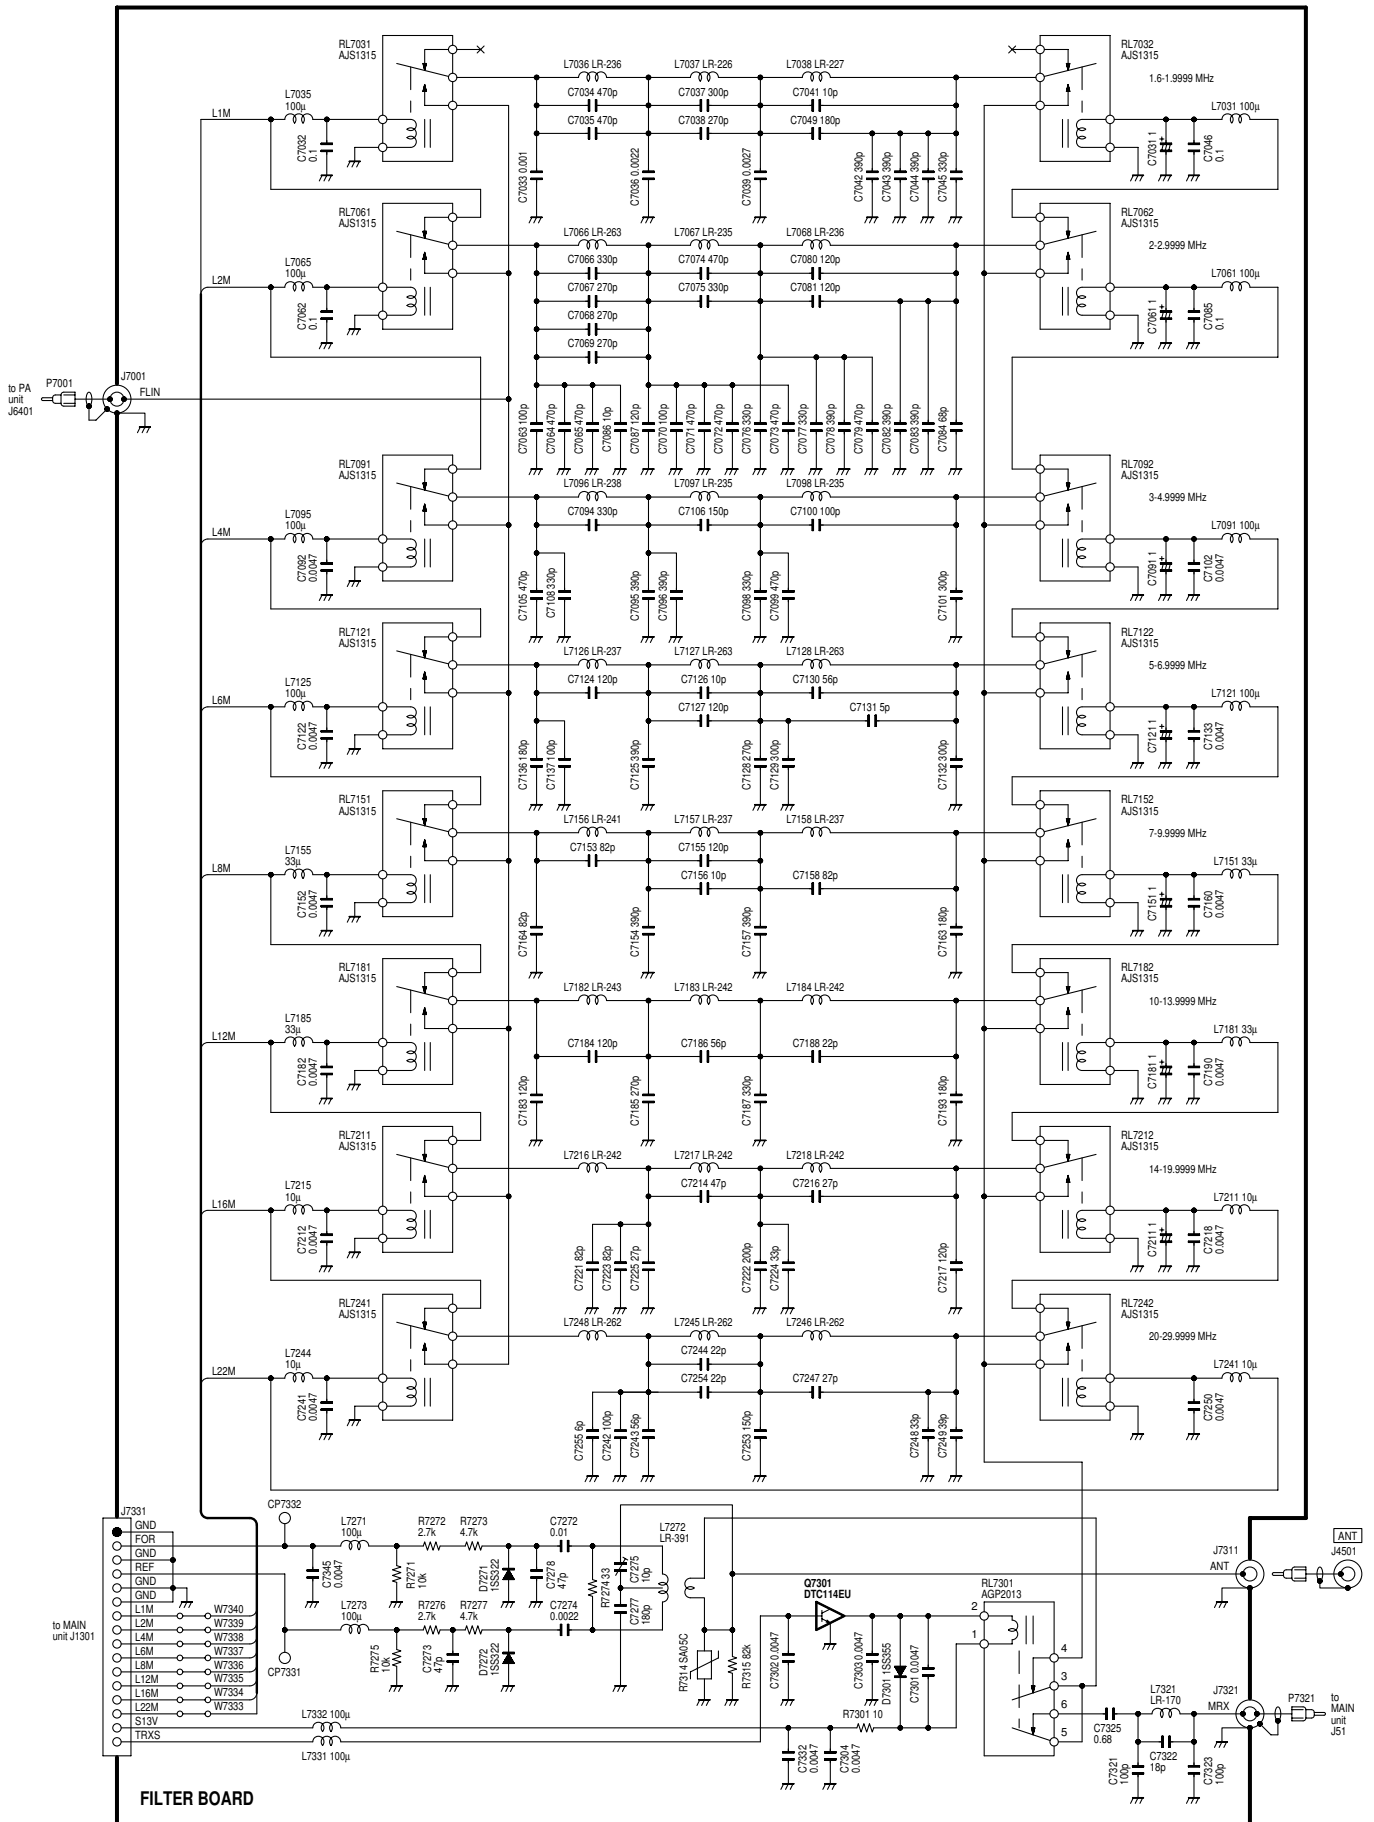 RL7031
AJS1315
L7036 LR-236
L7037 LR-226
L7038 LR-227
RL7032
AJS1315
1.6-1.9999 MHz
C7034 470p
C7037 300p
C7041 10p
C7035 470p
C7038 270p
C7049 180p
L1M
L7035
100µ
C7032
0.1
C7033 0.001
C7036 0.0022
C7039 0.0027
C7042 390p
C7043 390p
C7044 390p
C7045 330p
C7031 1
C7046
0.1
L7031 100µ
RL7061
AJS1315
L7066 LR-263
L7067 LR-235
L7068 LR-236
RL7062
AJS1315
2-2.9999 MHz
C7066 330p
C7074 470p
C7080 120p
C7067 270p
C7075 330p
C7081 120p
C7068 270p
C7069 270p
L2M
L7065
100µ
C7062
0.1
C7061 1
C7085
0.1
L7061 100µ
to PA
unit
J6401
P7001
J7001
FLIN
C7063 100p
C7064 470p
C7065 470p
C7086 10p
C7087 120p
C7070 100p
C7071 470p
C7072 470p
C7076 330p
C7073 470p
C7077 330p
C7078 390p
C7079 470p
C7082 390p
C7083 390p
C7084 68p
RL7091
AJS1315
L7096 LR-238
L7097 LR-235
L7098 LR-235
RL7092
AJS1315
3-4.9999 MHz
C7094 330p
C7106 150p
C7100 100p
L4M
L7095
100µ
C7092
0.0047
C7105 470p
C7108 330p
C7095 390p
C7096 390p
C7098 330p
C7099 470p
C7101 300p
C7091 1
C7102
0.0047
L7091 100µ
RL7121
AJS1315
L7126 LR-237
L7127 LR-263
L7128 LR-263
RL7122
AJS1315
5-6.9999 MHz
C7124 120p
C7126 10p
C7130 56p
C7127 120p
C7131 5p
L6M
L7125
100µ
C7122
0.0047
C7136 180p
C7137 100p
C7125 390p
C7128 270p
C7129 300p
C7132 300p
C7121 1
C7133
0.0047
L7121 100µ
RL7151
AJS1315
L7156 LR-241
L7157 LR-237
L7158 LR-237
RL7152
AJS1315
7-9.9999 MHz
C7153 82p
C7155 120p
C7156 10p
C7158 82p
L8M
L7155
33µ
C7152
0.0047
C7164 82p
C7154 390p
C7157 390p
C7163 180p
C7151 1
C7160
0.0047
L7151 33µ
RL7181
AJS1315
L7182 LR-243
L7183 LR-242
L7184 LR-242
RL7182
AJS1315
10-13.9999 MHz
C7184 120p
C7186 56p
C7188 22p
L12M
L7185
33µ
C7182
0.0047
C7183 120p
C7185 270p
C7187 330p
C7193 180p
C7181 1
C7190
0.0047
L7181 33µ
RL7211
AJS1315
L7216 LR-242
L7217 LR-242
L7218 LR-242
RL7212
AJS1315
14-19.9999 MHz
C7214 47p
C7216 27p
L16M
L7215
10µ
C7212
0.0047
C7221 82p
C7223 82p
C7225 27p
C7222 200p
C7224 33p
C7217 120p
C7211 1
C7218
0.0047
L7211 10µ
RL7241
AJS1315
L7248 LR-262
L7245 LR-262
L7246 LR-262
RL7242
AJS1315
20-29.9999 MHz
C7244 22p
C7254 22p
C7247 27p
L22M
L7244
10µ
C7241
0.0047
C7255 6p
C7242 100p
C7243 56p
C7253 150p
C7248 33p
C7249 39p
C7250
0.0047
L7241 10µ
J7331
GND
FOR
GND
REF
GND
GND
L1M
L2M
L4M
L6M
L8M
L12M
L16M
L22M
S13V
TRXS
W7340
W7339
W7338
W7337
W7336
W7335
W7334
W7333
to MAIN
unit J1301
CP7332
CP7331
L7271
100µ
R7272
2.7k
R7273
4.7k
C7272
0.01
C7345
0.0047
R7271
10k
D7271
1SS322
C7278
47p
R7274 33
C7275
10p
C7277
180p
L7272
LR-391
L7273
100µ
R7276
2.7k
R7277
4.7k
C7274
0.0022
R7275
10k
C7273
47p
D7272
1SS322
R7314 SA05C
R7315 82k
Q7301
DTC114EU
C7302 0.0047
C7303 0.0047
D7301 1SS355
C7301 0.0047
R7301 10
L7332 100µ
L7331 100µ
C7332
0.0047
C7304
0.0047
RL7301
AGP2013
2
1
4
3
6
5
J7311
ANT
ANT
J4501
C7325
0.68
L7321
LR-170
C7322
18p
C7321
100p
C7323
100p
J7321
MRX
P7321
to
MAIN
unit
J51
FILTER BOARD